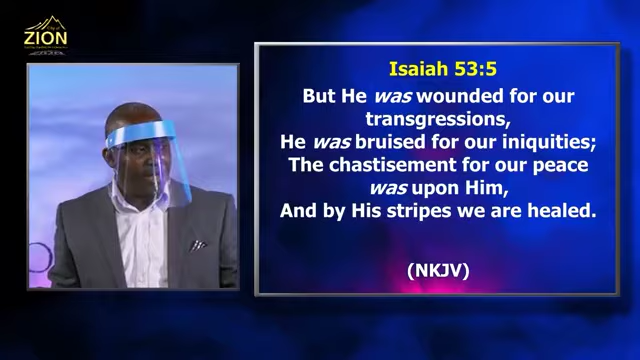 ZION
Isaiah 53:5
But He was wounded for our
transgressions,
He was bruised for our iniquities;
The chastisement for our peace
was upon Him,
And by His stripes we are healed.
(NKJV)